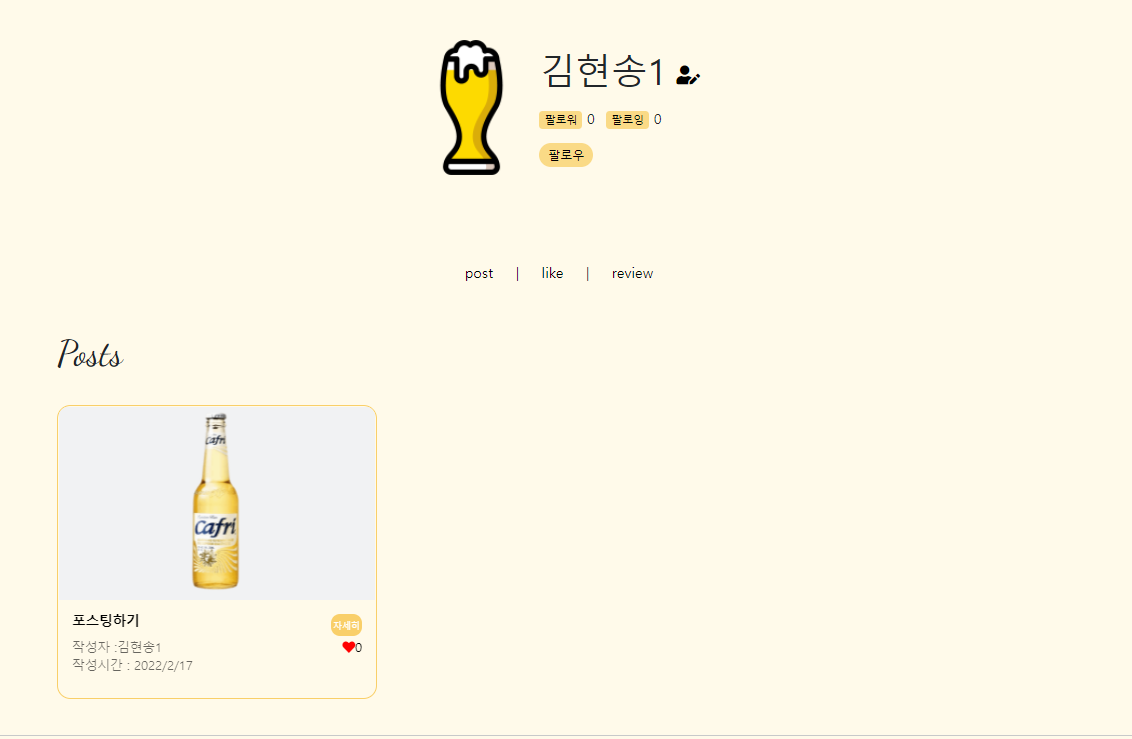 김현송1
팔로워 0 팔로잉 0
팔로우
post | like | review
Posts
Cafri
Cafri
포스팅하기
자세히
작성자 :김현송1
0
작성시간 : 2022/2/17